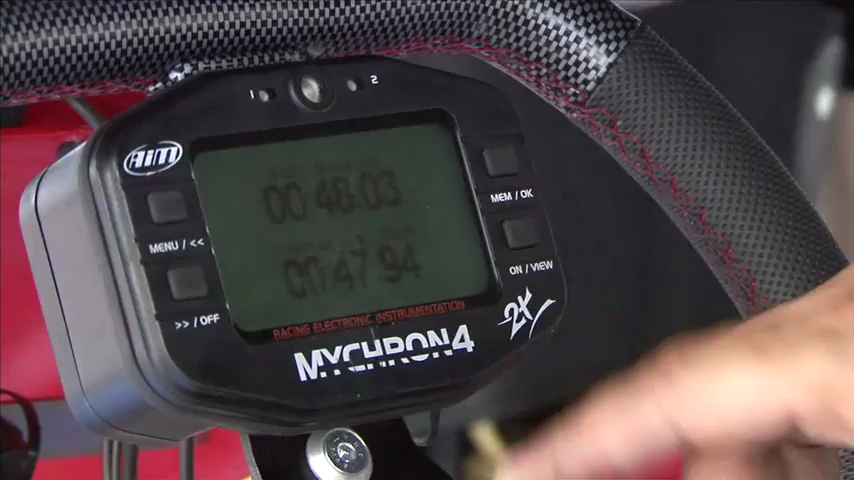 1 2
AiM
00:48:03
MEM / OK
MENU / <<
00:47:94
ON / VIEW
>> / OFF
RACING ELECTRONIC INSTRUMENTATION
2X
MYCHRON4